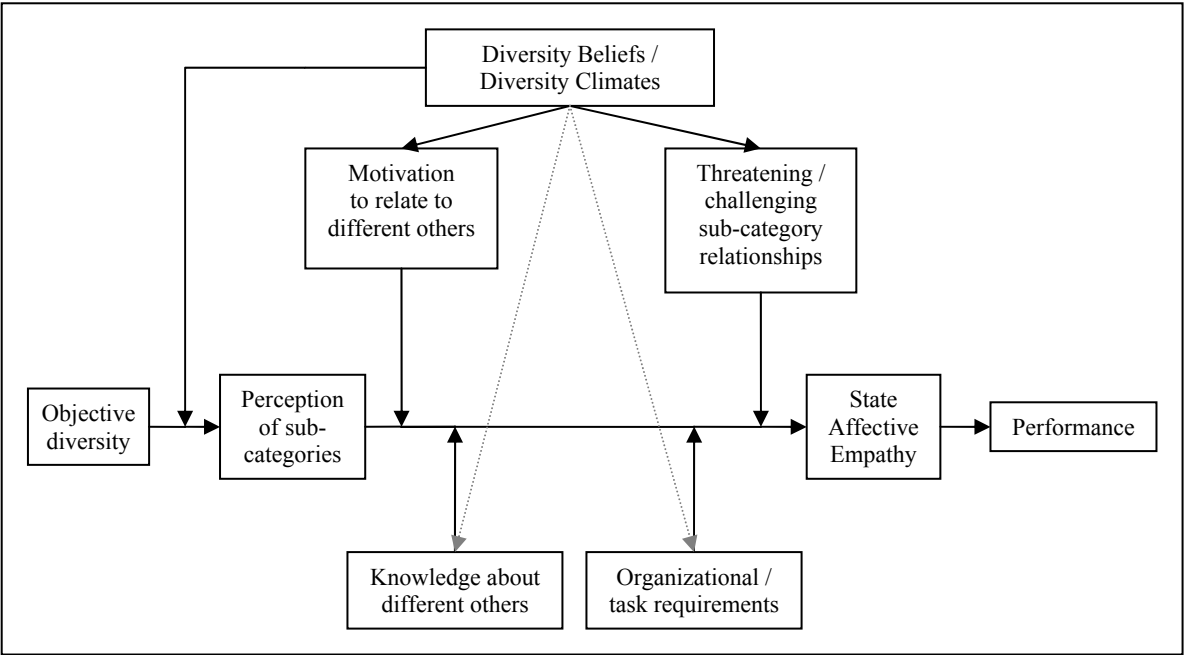 Diversity Beliefs /
Diversity Climates
Motivation
to relate to
different others
Threatening /
challenging
sub-category
relationships
Objective
diversity
Perception
of sub-
categories
State
Affective
Empathy
Performance
Knowledge about
different others
Organizational /
task requirements